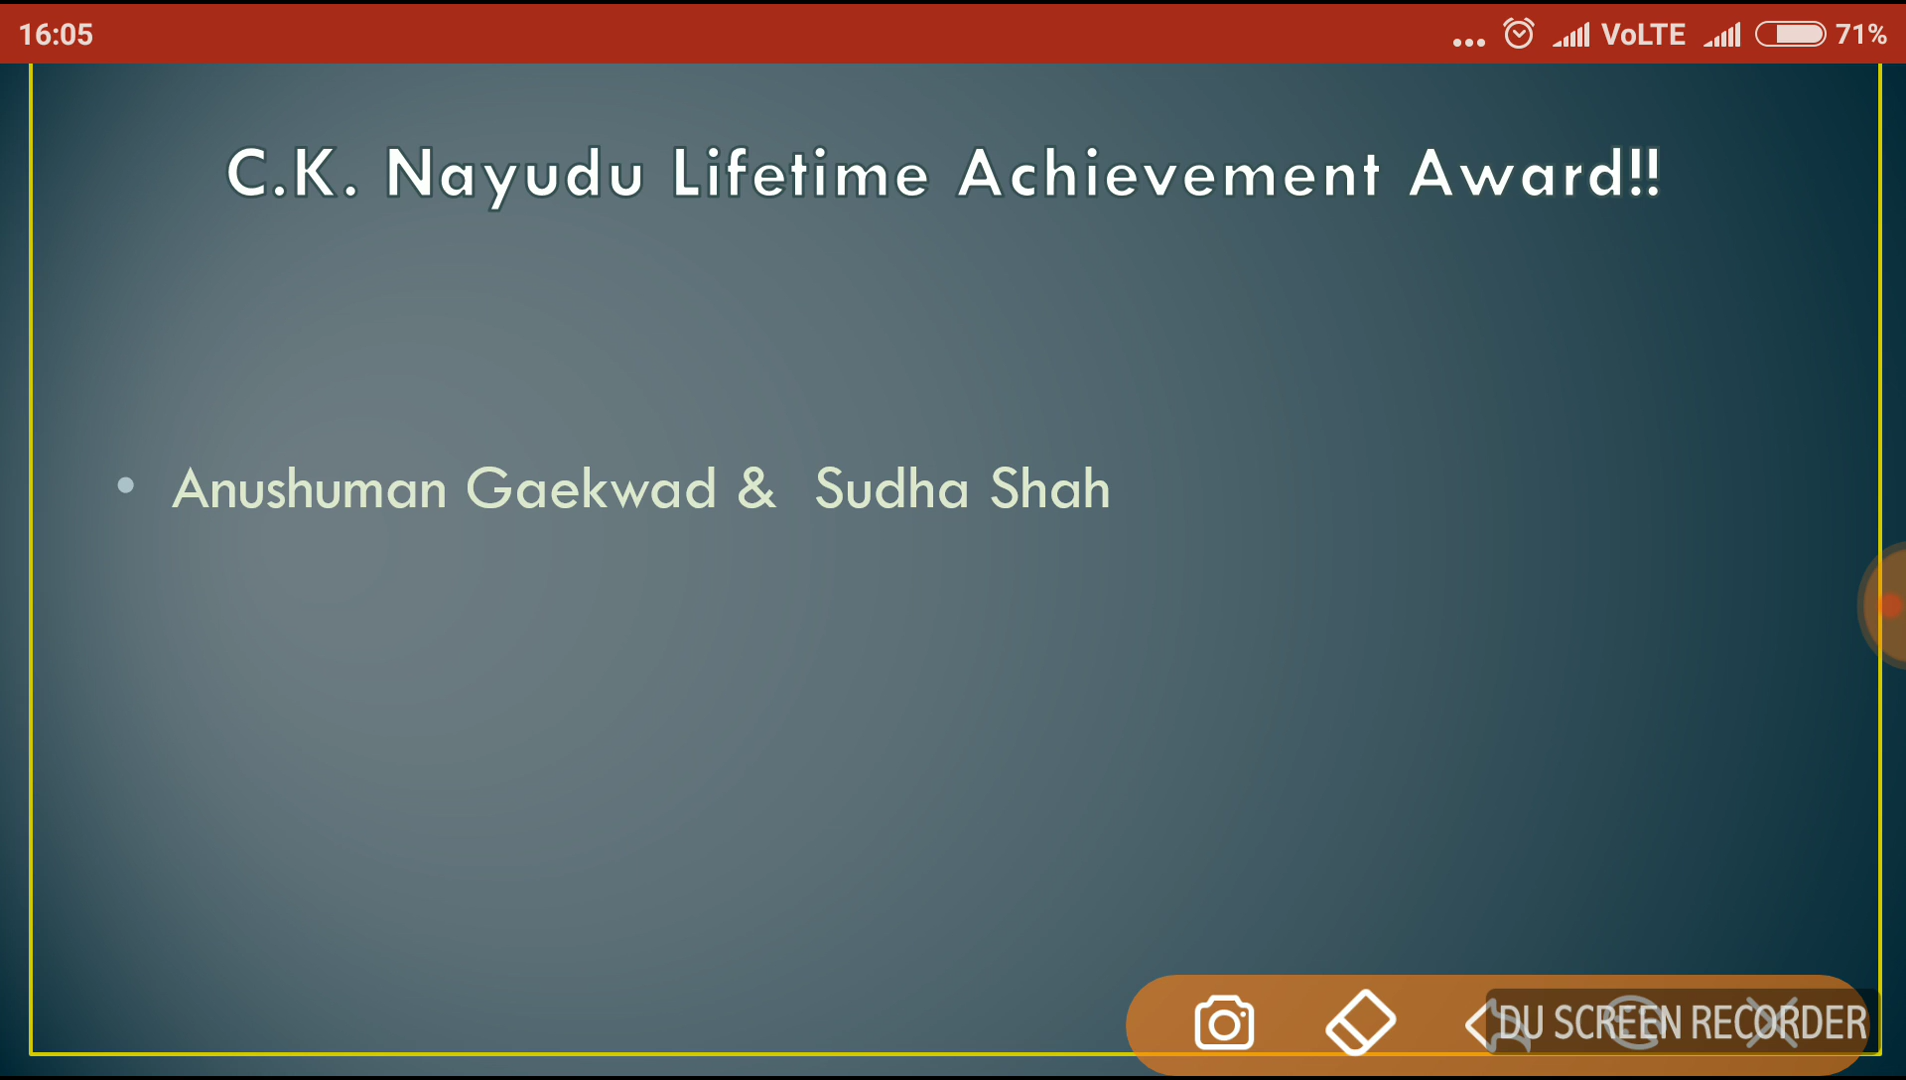 16:05
... VoLTE 71%
C.K. Nayudu Lifetime Achievement Award!!
• Anushuman Gaekwad & Sudha Shah
DU SCREEN RECORDER